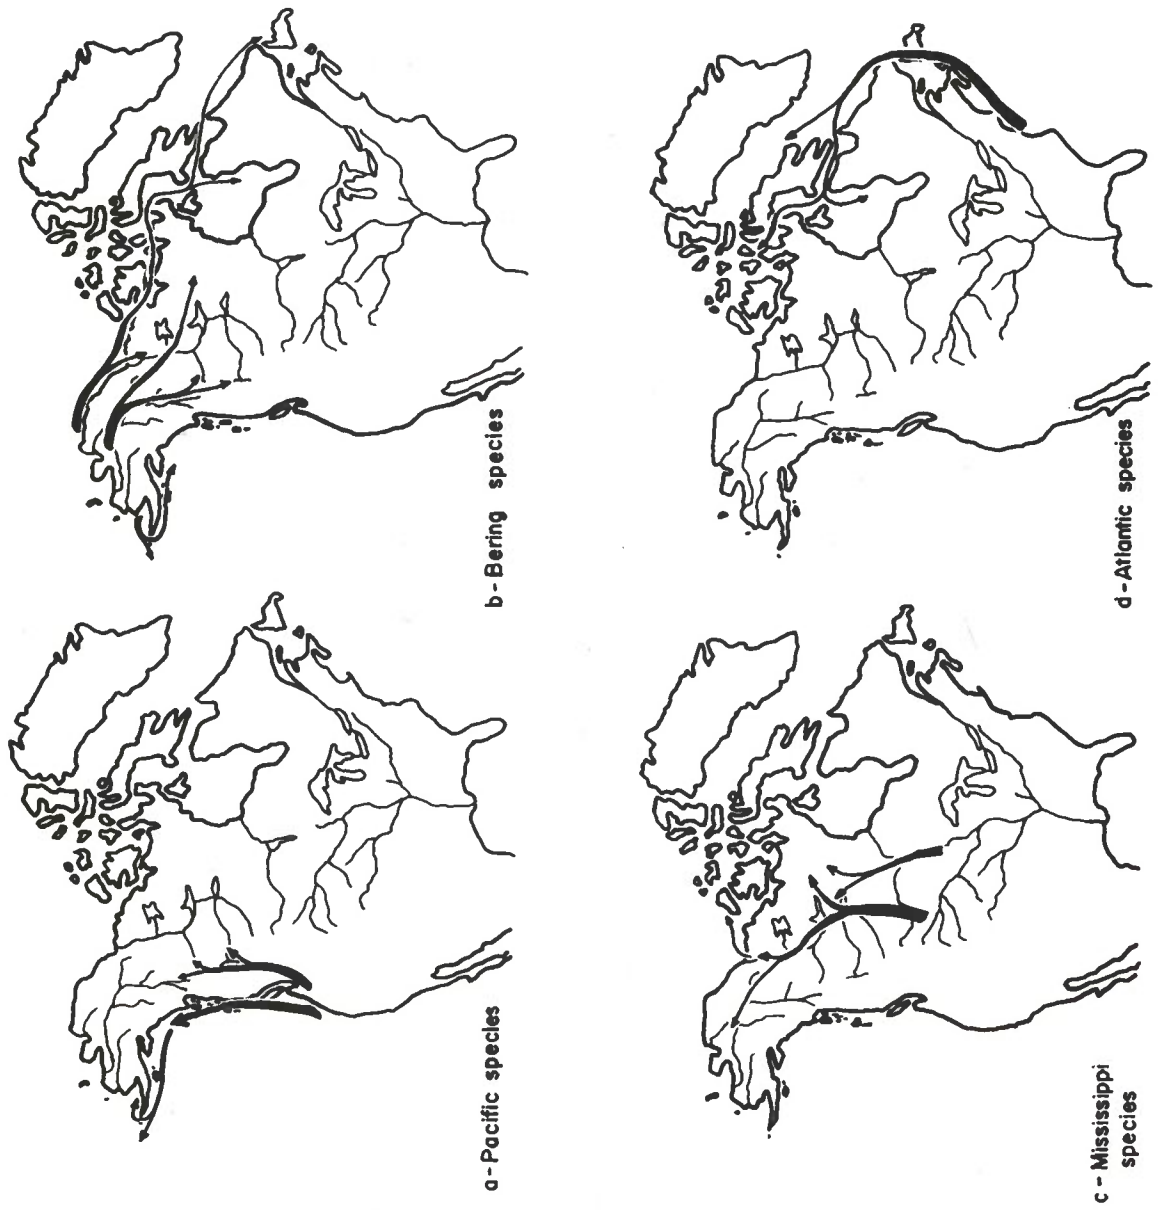 a-Pacific species
b-Bering species
c-Mississippi
species
d-Atlantic species